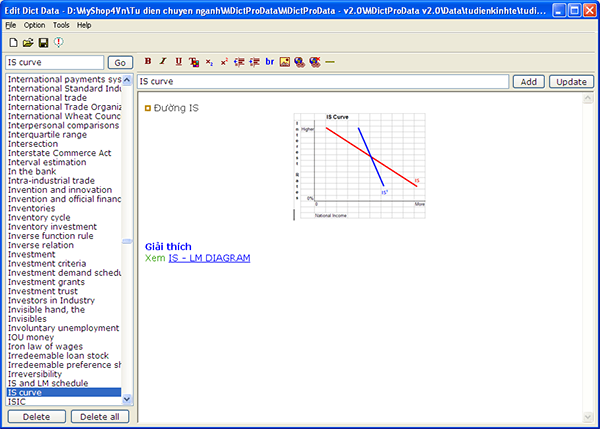 Edit Dict Data - D:\MyShop4Vn\Tu dien chuyen nganh\MDictProData\MDictProData - v2.0\MDictProData v2.0\Data\tudienkinhte\tudi...
File Option Tools Help
IS curve Go
B I U br
IS curve Add Update
International payments sys
International Standard Indu
International trade
International Trade Organiz
International Wheat Counc
Interpersonal comparisons
Interquartile range
Intersection
Interstate Commerce Act
Interval estimation
In the bank
Intra-industrial trade
Invention and innovation
Invention and official financ
Inventories
Inventory cycle
Inventory investment
Inverse function rule
Inverse relation
Investment
Investment criteria
Investment demand schedu
Investment grants
Investment trust
Investors in Industry
Invisible hand, the
Invisibles
Involuntary unemployment
IOU money
Iron law of wages
Irredeemable loan stock
Irredeemable preference sh
Irreversibility
IS and LM schedule
IS curve
ISIC
Delete Delete all
Đường IS
IS Curve
Higher
0%
0 More
IS
IS'
National Income
Giải thích
Xem IS - LM DIAGRAM